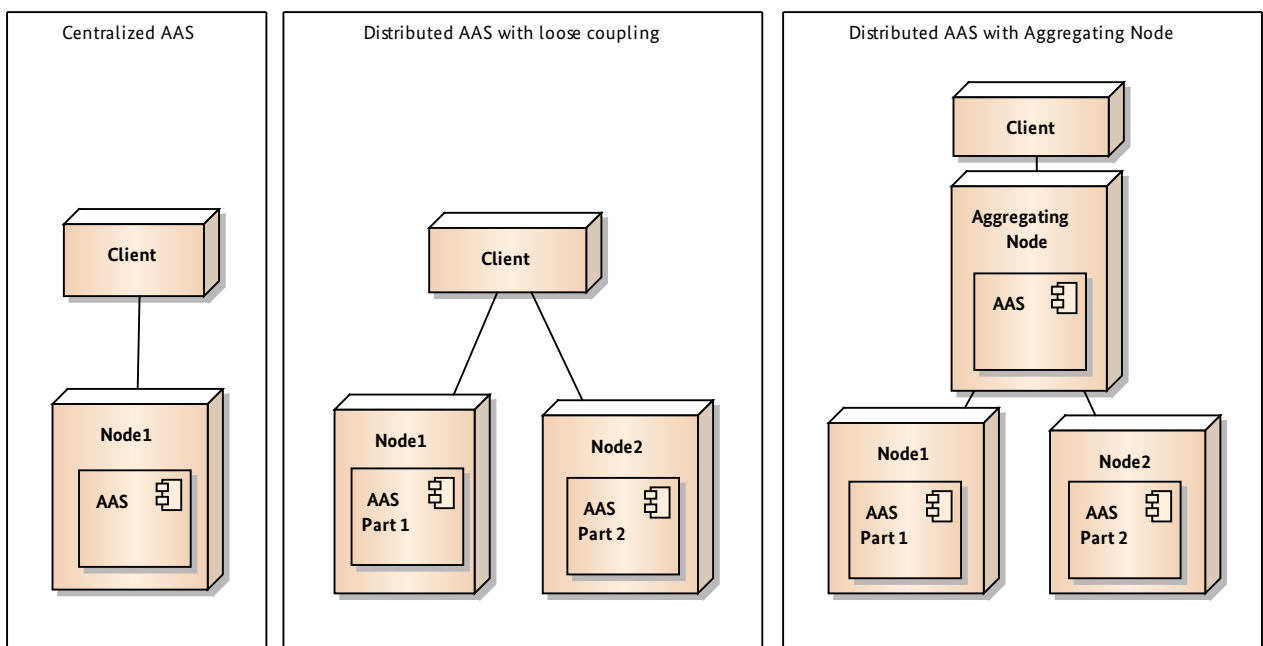 Centralized AAS
Client
Node1
AAS
Distributed AAS with loose coupling
Client
Node1
AAS
Part 1
Node2
AAS
Part 2
Distributed AAS with Aggregating Node
Client
Aggregating
Node
AAS
Node1
AAS
Part 1
Node2
AAS
Part 2